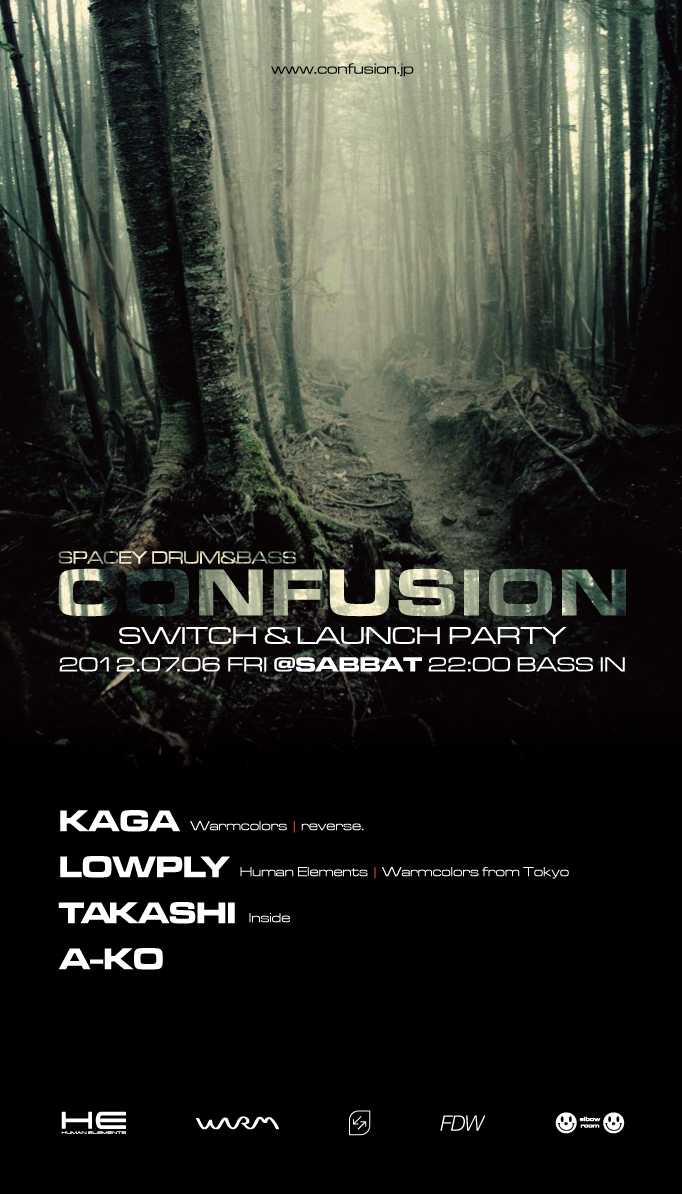 www.confusion.jp
SPACEY DRUM&BASS
CONFUSION
SWITCH & LAUNCH PARTY
2012.07.06 FRI @SABBAT 22:00 BASS IN
KAGA Warmcolors | reverse.
LOWPLY Human Elements | Warmcolors from Tokyo
TAKASHI Inside
A-KO
HE
HUMAN ELEMENTS
WARM
FDW
elbow
room